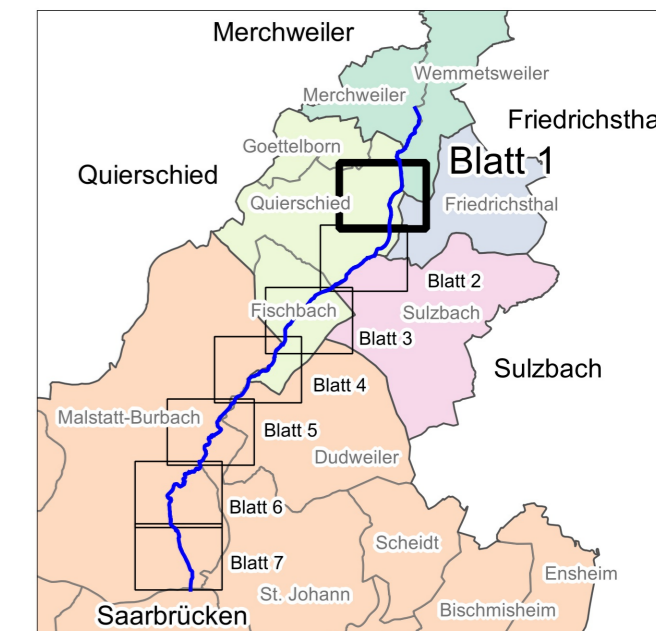 Merchweiler
Wemmetsweiler
Merchweiler
Friedrichstha
Goettelborn
Blatt 1
Quierschied
Quierschied
Friedrichsthal
Blatt 2
Fischbach
Sulzbach
Blatt 3
Sulzbach
Blatt 4
Malstatt-Burbach
Blatt 5
Dudweiler
Blatt 6
Scheidt
Blatt 7
Ensheim
St. Johann
Bischmisheim
Saarbrücken